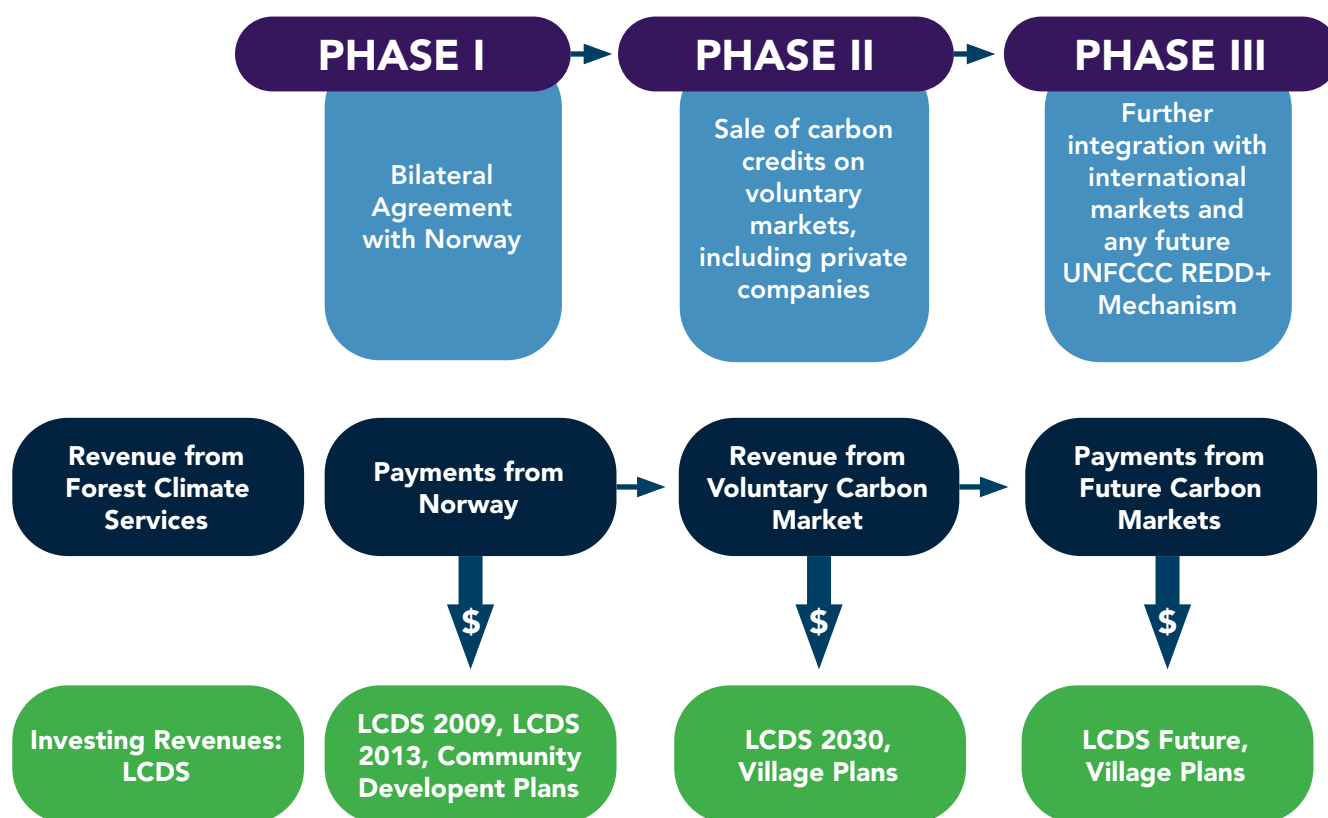 PHASE I
PHASE II
PHASE III
Bilateral
Agreement
with Norway
Sale of carbon
credits on
voluntary
markets,
including private
companies
Further
integration with
international
markets and
any future
UNFCCC REDD+
Mechanism
Revenue from
Forest Climate
Services
Payments from
Norway
Revenue from
Voluntary Carbon
Market
Payments from
Future Carbon
Markets
$
$
$
Investing Revenues:
LCDS
LCDS 2009, LCDS
2013, Community
Developent Plans
LCDS 2030,
Village Plans
LCDS Future,
Village Plans